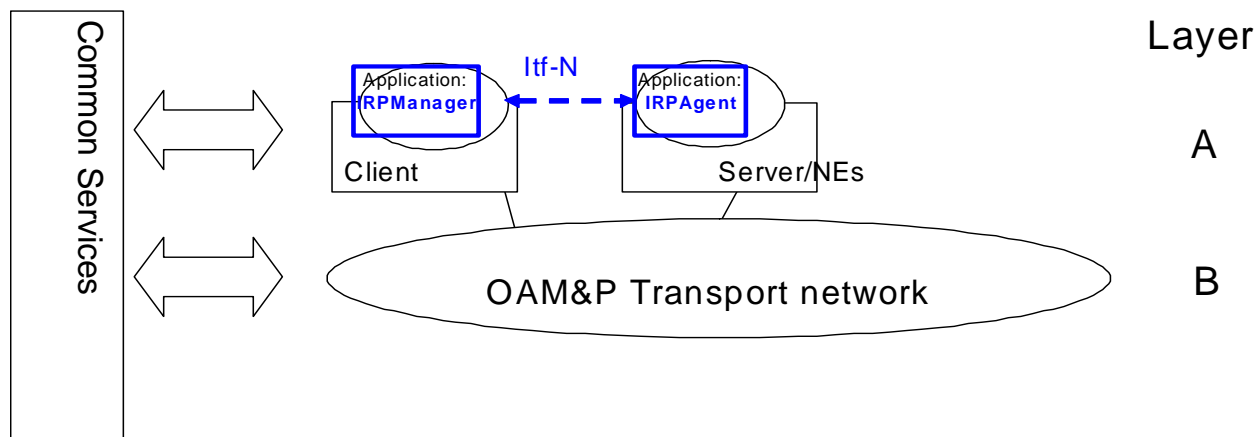 Common Services
Layer
Itf-N
Application:
IRPManager
Application:
IRPAgent
A
Client
Server/NEs
OAM&P Transport network
B